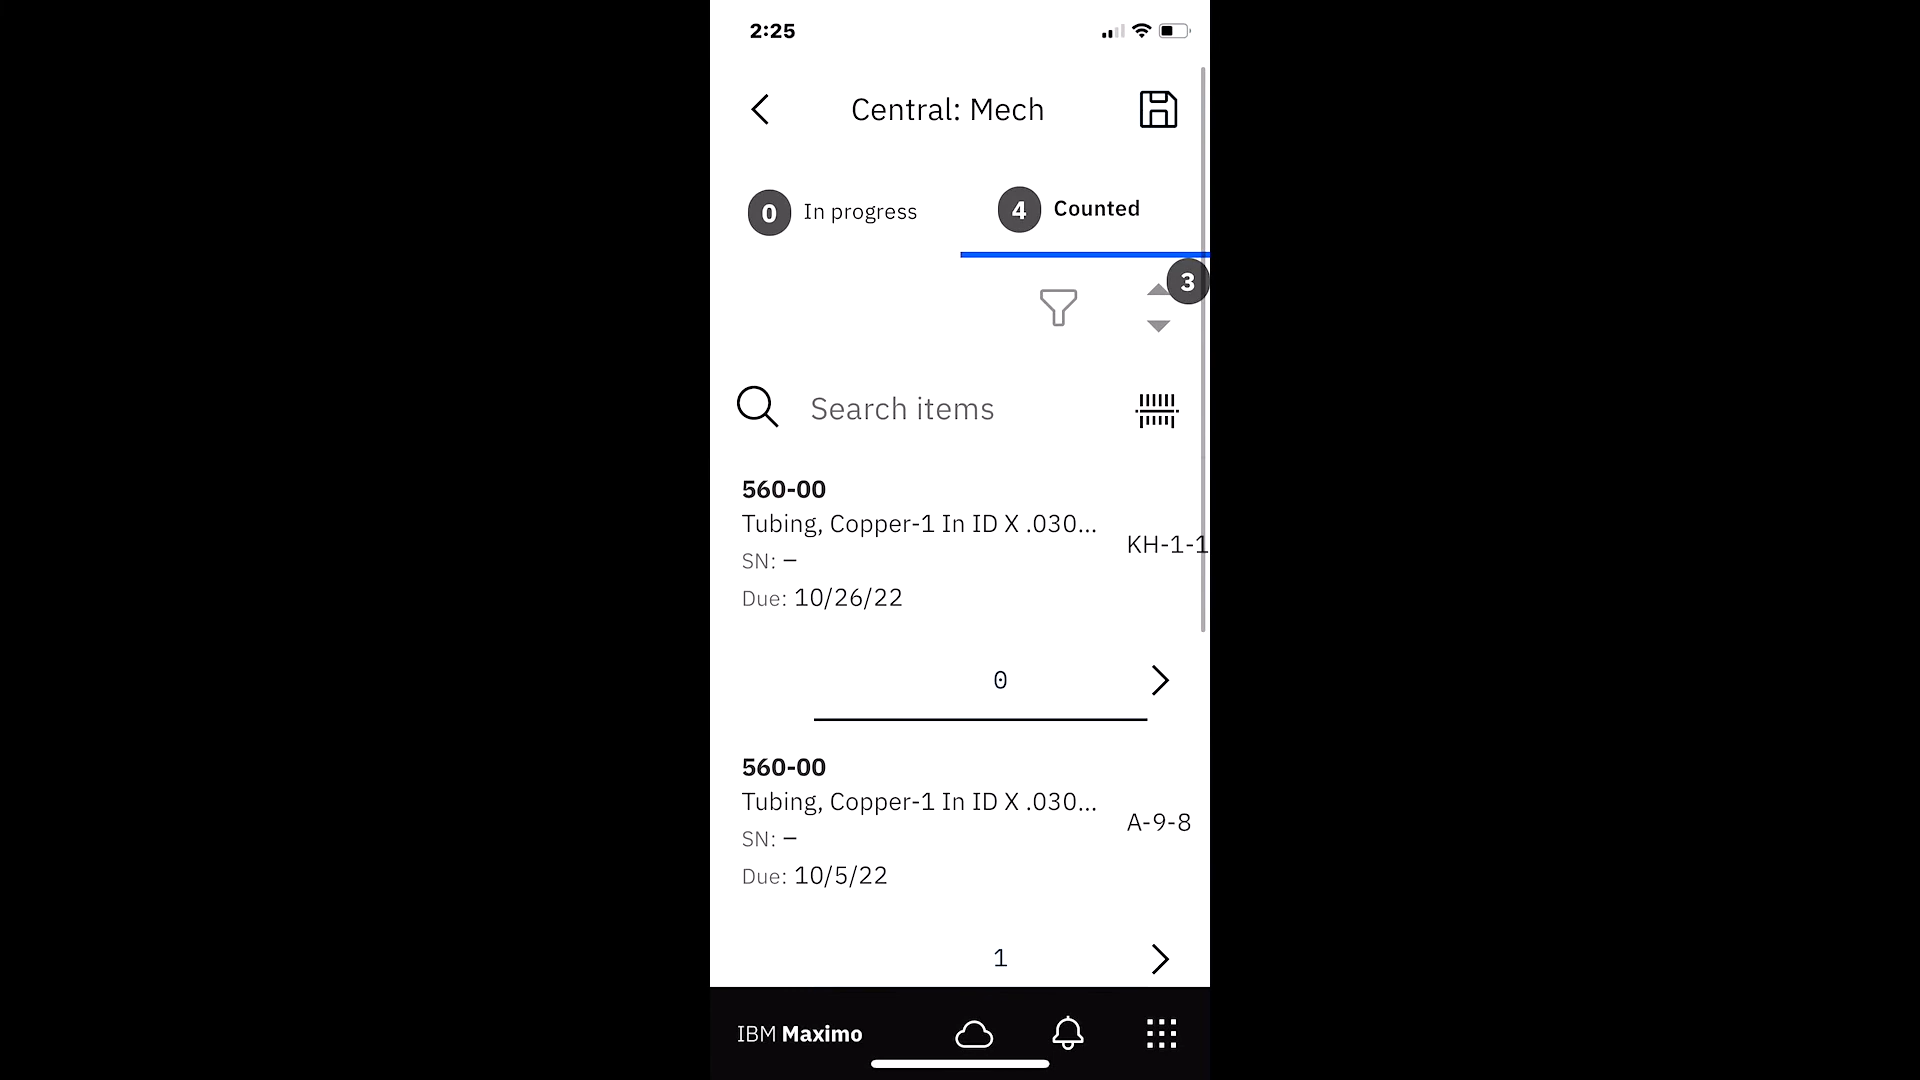 2:25
Central: Mech
0 In progress
4 Counted
3
Search items
560-00
Tubing, Copper-1 In ID X .030...
KH-1-1
SN: –
Due: 10/26/22
0
560-00
Tubing, Copper-1 In ID X .030...
A-9-8
SN: –
Due: 10/5/22
1
IBM Maximo